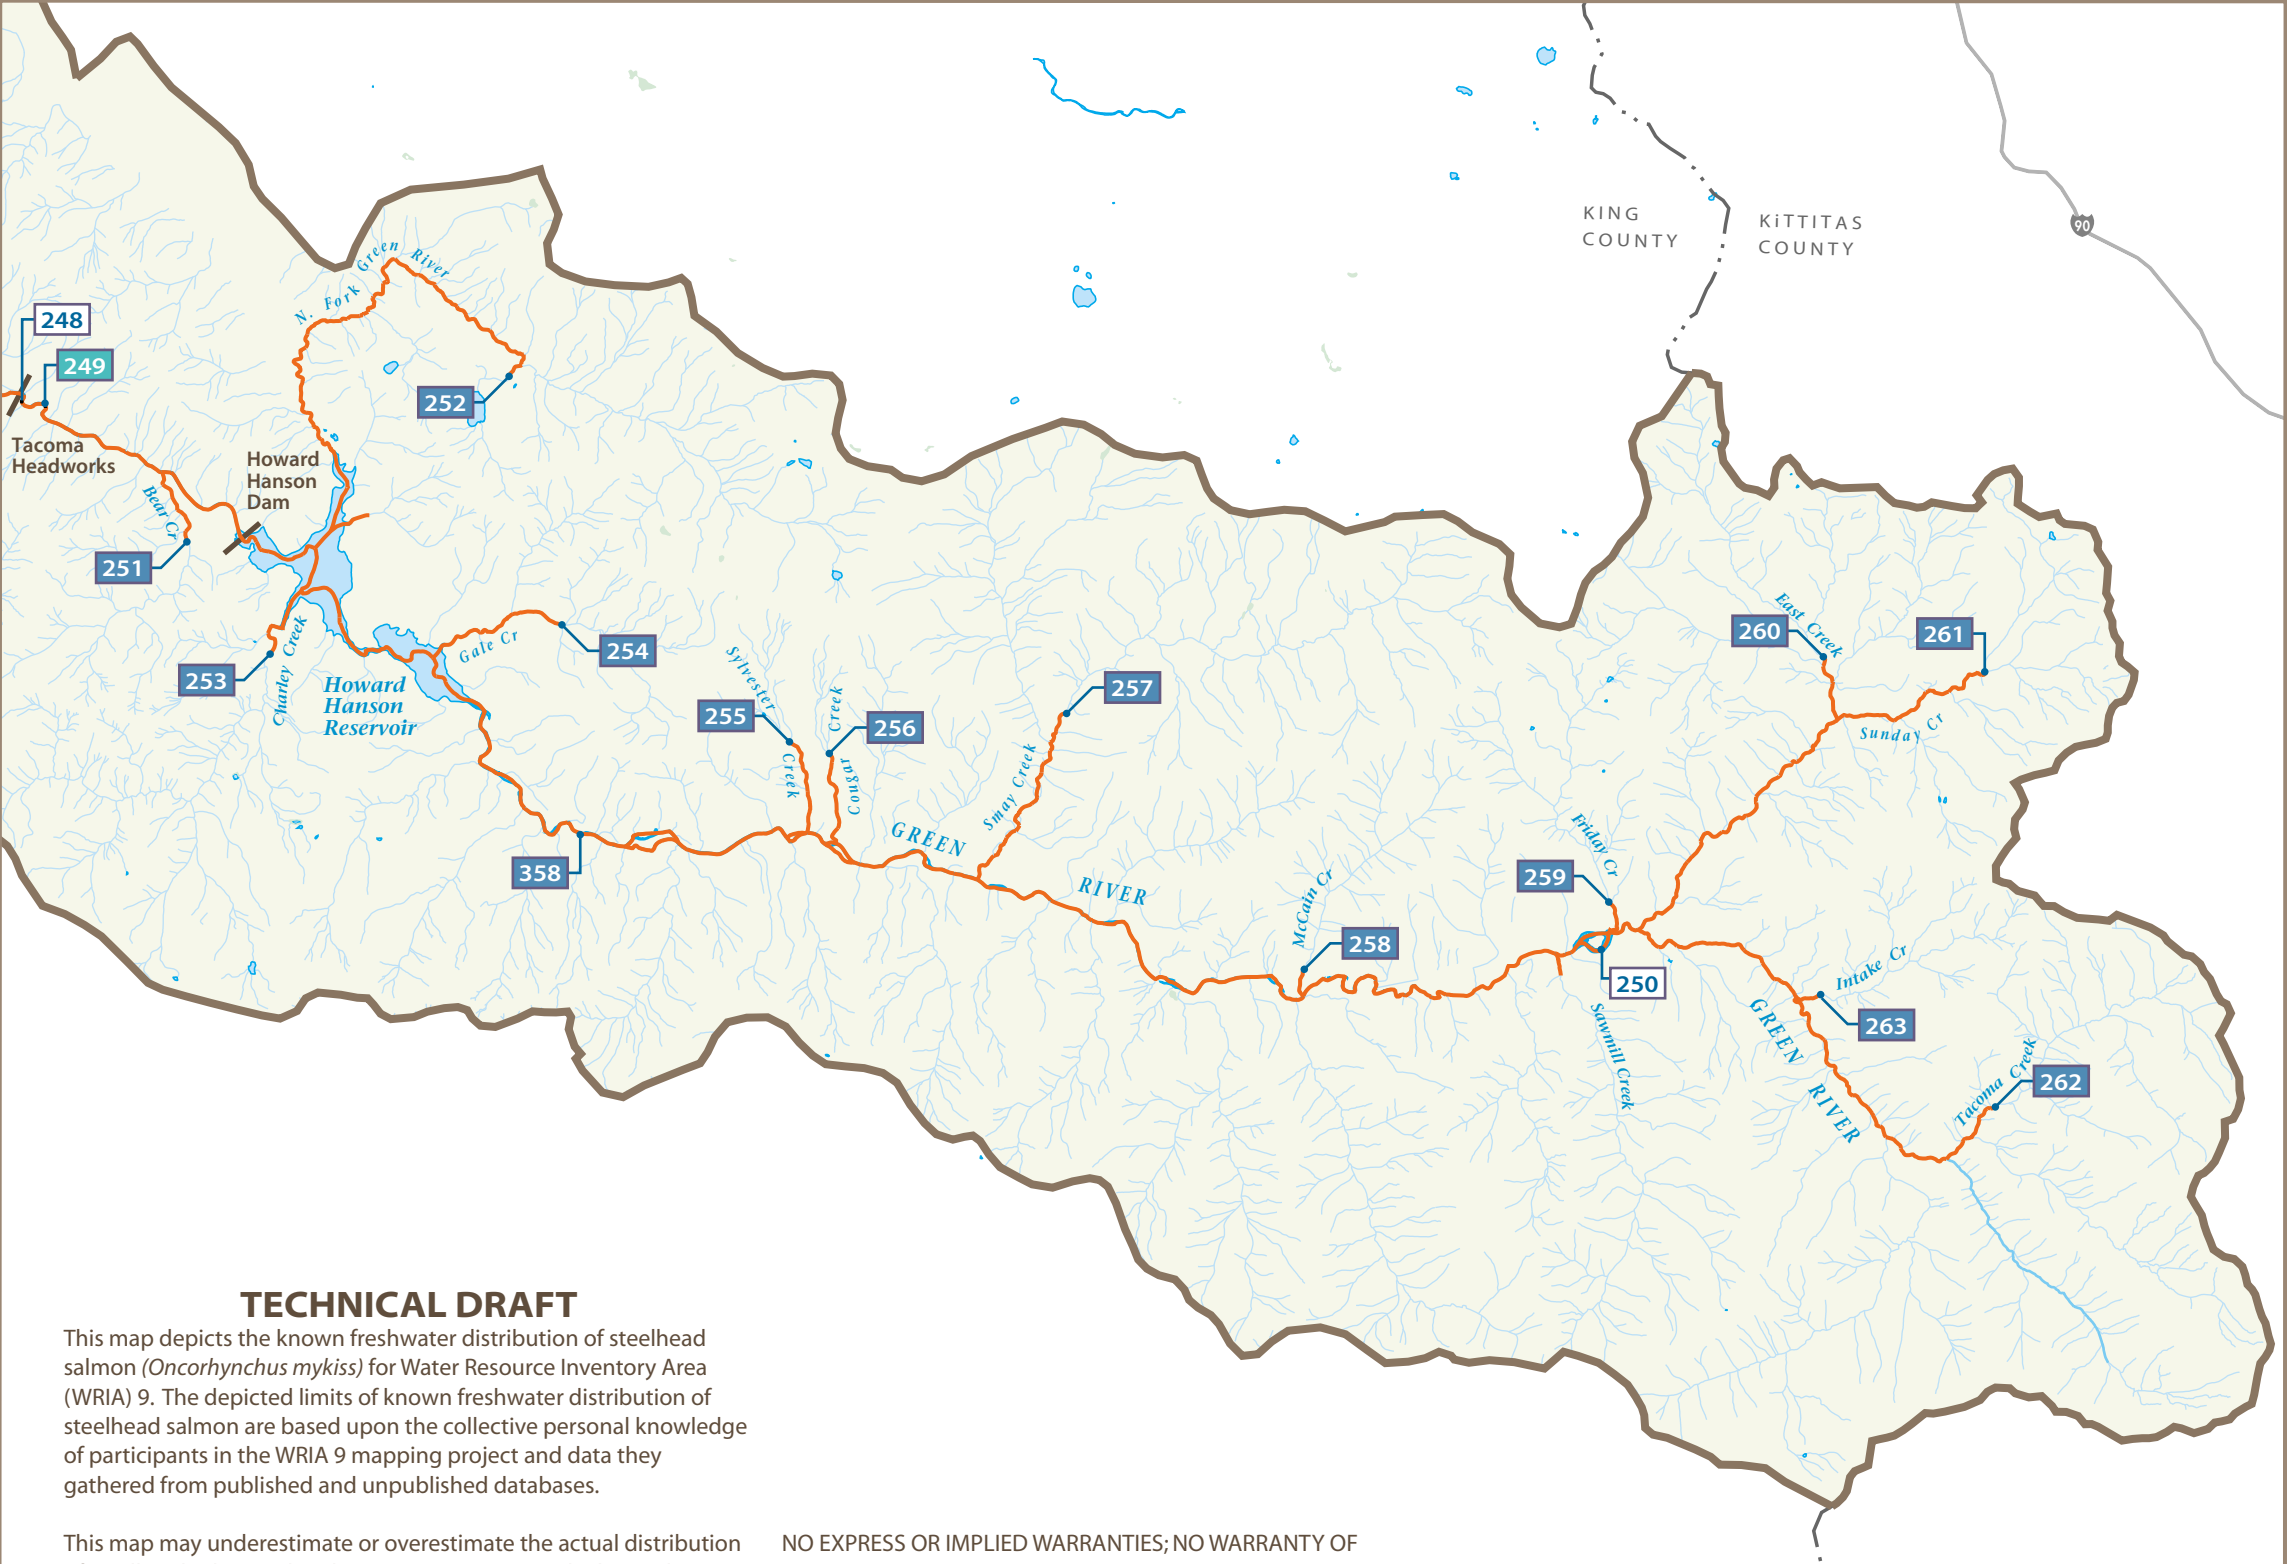 KING
COUNTY
KiTTITAS
COUNTY
90
N. Fork Green River
248
249
252
Tacoma
Headworks
Howard
Hanson
Dam
Bear Cr
251
253
Charley Creek
Howard
Hanson
Reservoir
Gale Cr
254
Sylvester Creek
255
Cougar Creek
256
257
Smay Creek
358
GREEN RIVER
McCain Cr
258
Friday Cr
259
250
Sawmill Creek
260
East Creek
261
Sunday Cr
Intake Cr
263
GREEN RIVER
Tacoma Creek
262
TECHNICAL DRAFT
This map depicts the known freshwater distribution of steelhead
salmon (Oncorhynchus mykiss) for Water Resource Inventory Area
(WRIA) 9. The depicted limits of known freshwater distribution of
steelhead salmon are based upon the collective personal knowledge
of participants in the WRIA 9 mapping project and data they
gathered from published and unpublished databases.
This map may underestimate or overestimate the actual distribution
NO EXPRESS OR IMPLIED WARRANTIES; NO WARRANTY OF